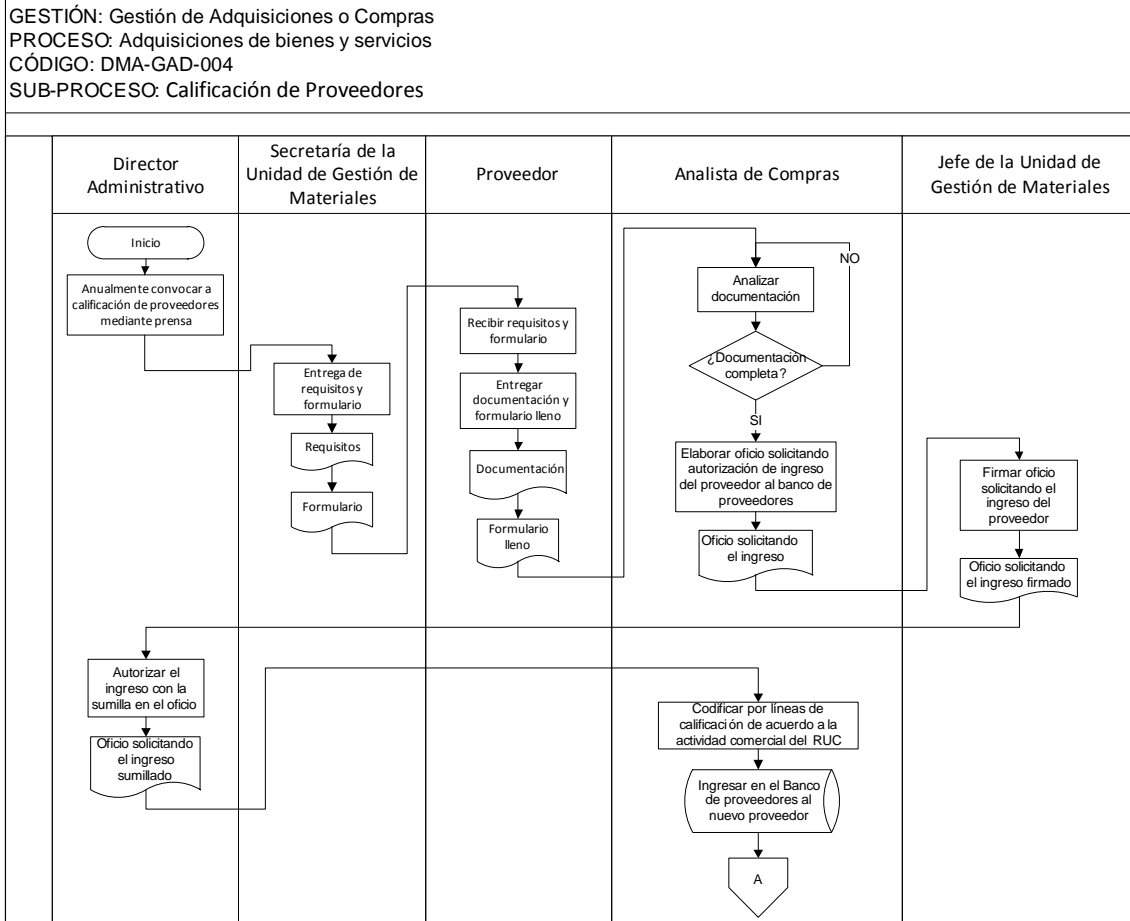 GESTIÓN: Gestión de Adquisiciones o Compras
PROCESO: Adquisiciones de bienes y servicios
CÓDIGO: DMA-GAD-004
SUB-PROCESO: Calificación de Proveedores
Director
Administrativo
Secretaría de la
Unidad de Gestión de
Materiales
Proveedor
Analista de Compras
Jefe de la Unidad de
Gestión de Materiales
Inicio
Anualmente convocar a
calificación de proveedores
mediante prensa
Entrega de
requisitos y
formulario
Requisitos
Formulario
Recibir requisitos y
formulario
Entregar
documentación y
formulario lleno
Documentación
Formulario
lleno
NO
Analizar
documentación
¿Documentación
completa?
SI
Elaborar oficio solicitando
autorización de ingreso
del proveedor al banco de
proveedores
Oficio solicitando
el ingreso
Firmar oficio
solicitando el
ingreso del
proveedor
Oficio solicitando
el ingreso firmado
Autorizar el
ingreso con la
sumilla en el oficio
Oficio solicitando
el ingreso
sumillado
Codificar por líneas de
calificación de acuerdo a la
actividad comercial del RUC
Ingresar en el Banco
de proveedores al
nuevo proveedor
A